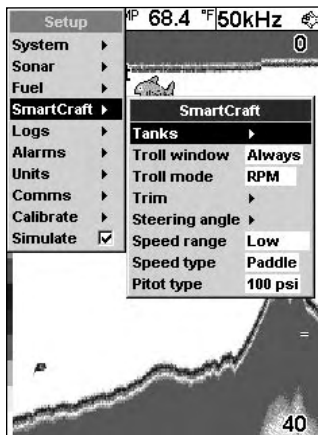 Setup
MP 68.4 °F 50kHz
System
Sonar
Fuel
SmartCraft
Logs
Alarms
Units
Comms
Calibrate
Simulate
0
SmartCraft
Tanks
Troll window Always
Troll mode RPM
Trim
Steering angle
Speed range Low
Speed type Paddle
Pitot type 100 psi
40